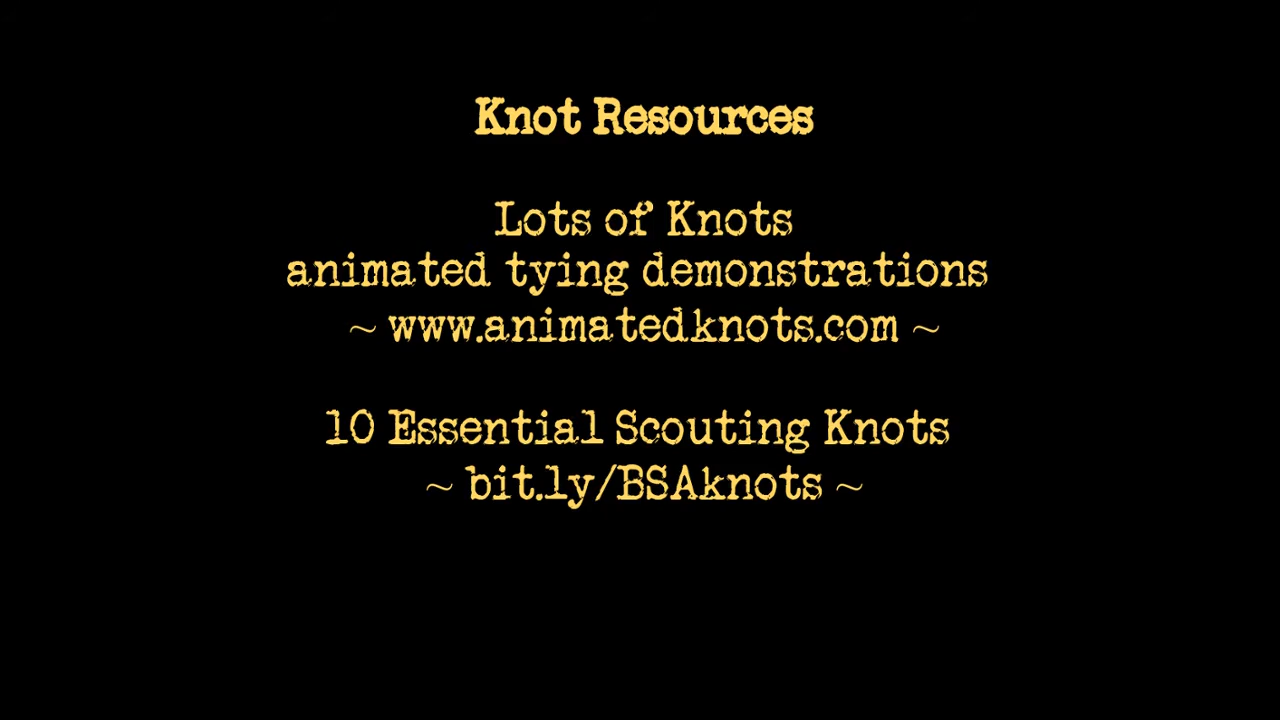 Knot Resources
Lots of Knots
animated tying demonstrations
~ www.animatedknots.com ~
10 Essential Scouting Knots
~ bit.ly/BSAknots ~